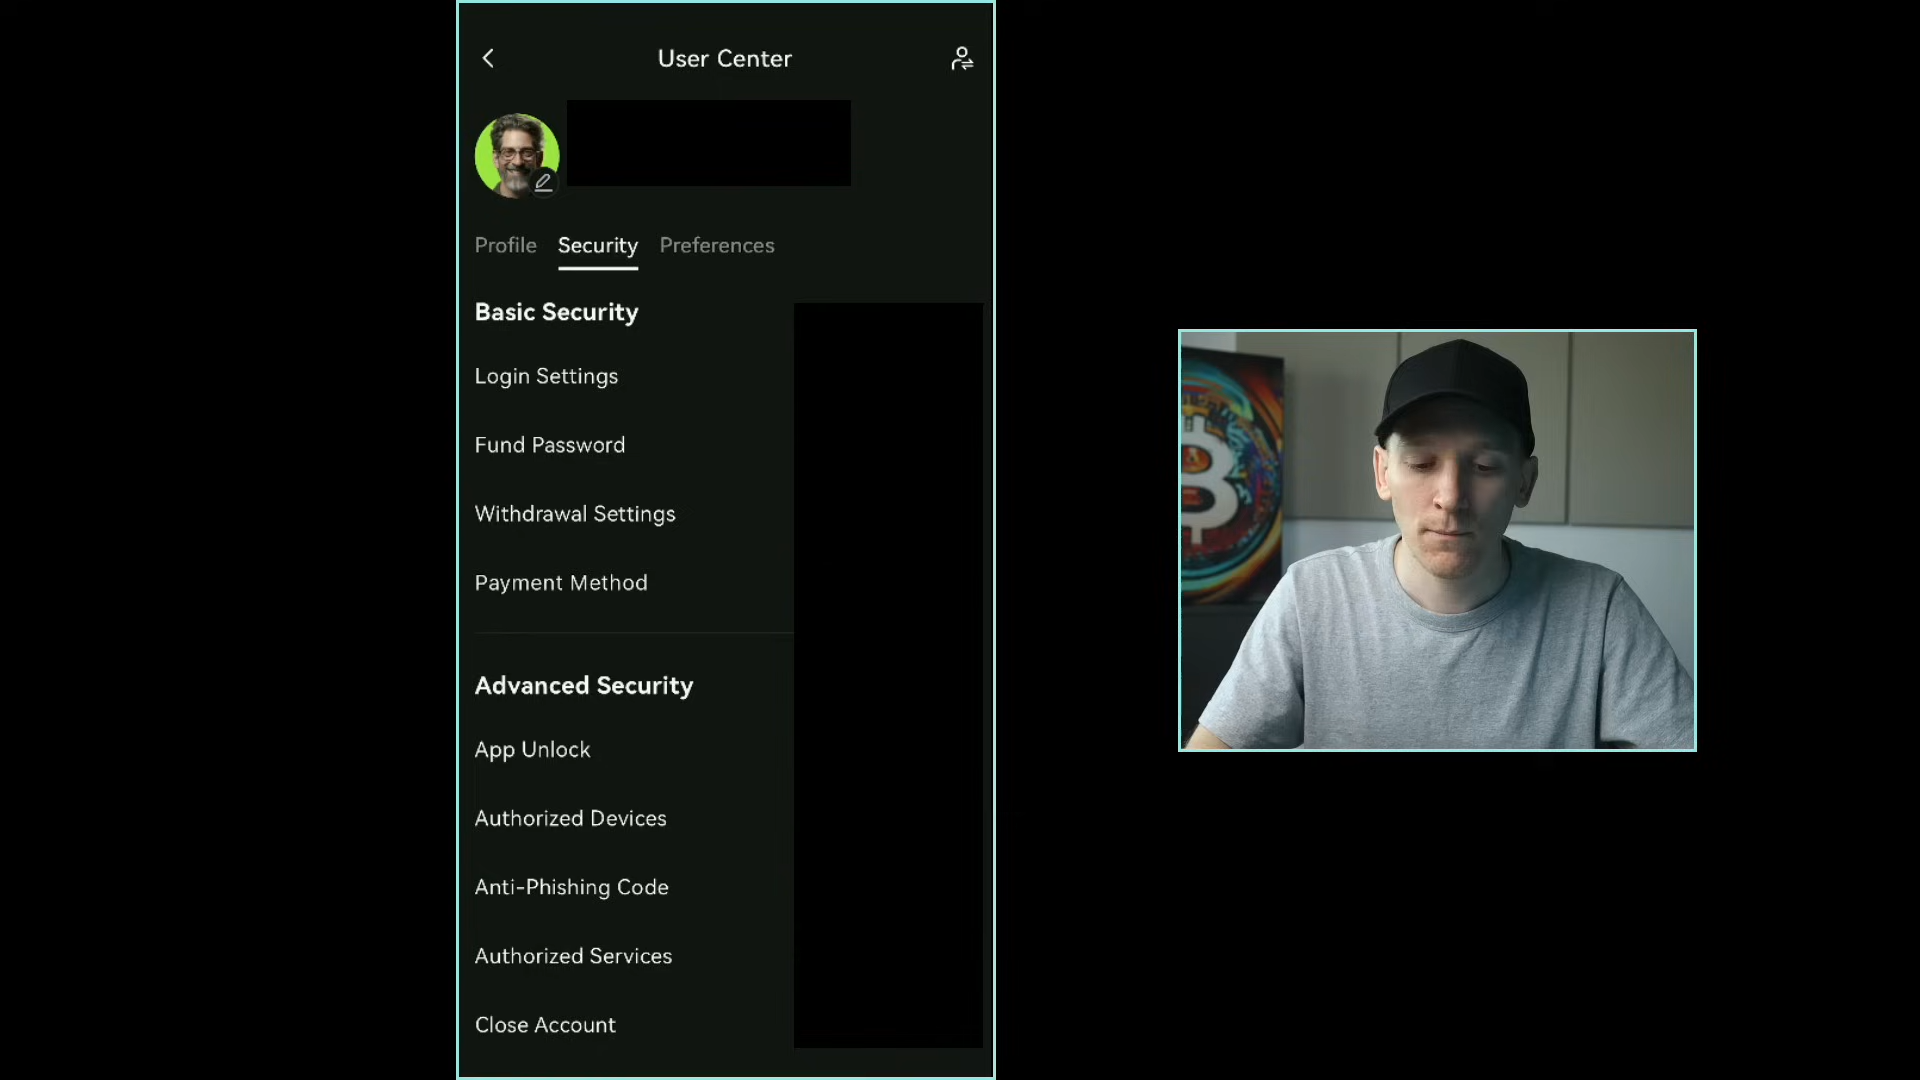 User Center
Profile Security Preferences
Basic Security
Login Settings
Fund Password
Withdrawal Settings
Payment Method
Advanced Security
App Unlock
Authorized Devices
Anti-Phishing Code
Authorized Services
Close Account